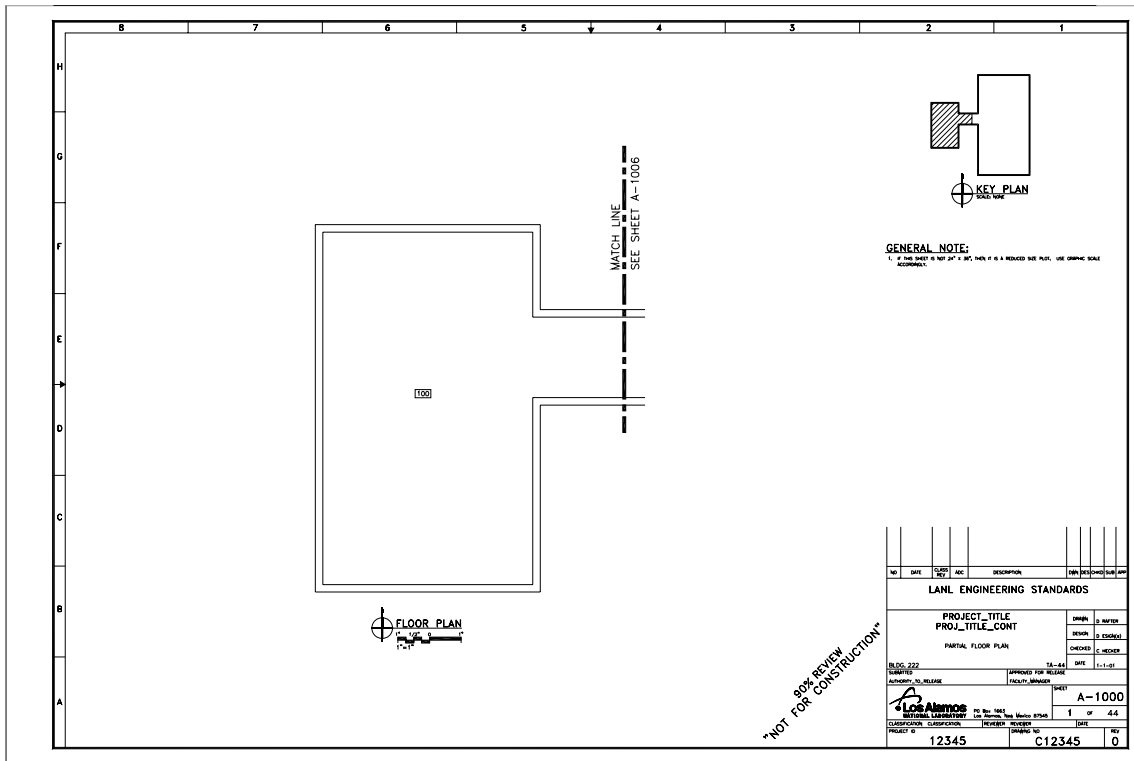 8 7 6 5 4 3 2 1
H
G
F
E
D
C
B
A
KEY PLAN
SCALE: NONE
MATCH LINE
SEE SHEET A-1006
GENERAL NOTE:
1. IF THIS SHEET IS NOT 24" X 36", THEN IT IS A REDUCED SIZE PLOT. USE GRAPHIC SCALE
ACCORDINGLY.
100
FLOOR PLAN
1" 1/2" 0 1"
1"=1"
90% REVIEW
"NOT FOR CONSTRUCTION"
NO DATE CLASS REV ADC DESCRIPTION DWN DES CHKD SUB APP
LANL ENGINEERING STANDARDS
PROJECT_TITLE
PROJ_TITLE_CONT
PARTIAL FLOOR PLAN
BLDG. 222 TA-44
DRAWN D RAFTER
DESIGN
CHECKED C HECKER
DATE 1-1-01
SUBMITTED APPROVED FOR RELEASE
AUTHORITY_TO_RELEASE FACILITY_MANAGER
Los Alamos
NATIONAL LABORATORY
PO Box 1663
Los Alamos, New Mexico 87545
SHEET
A-1000
1 OF 44
CLASSIFICATION CLASSIFICATION REVIEWER REVIEWER DATE
PROJECT ID 12345
DRAWING NO C12345
REV 0